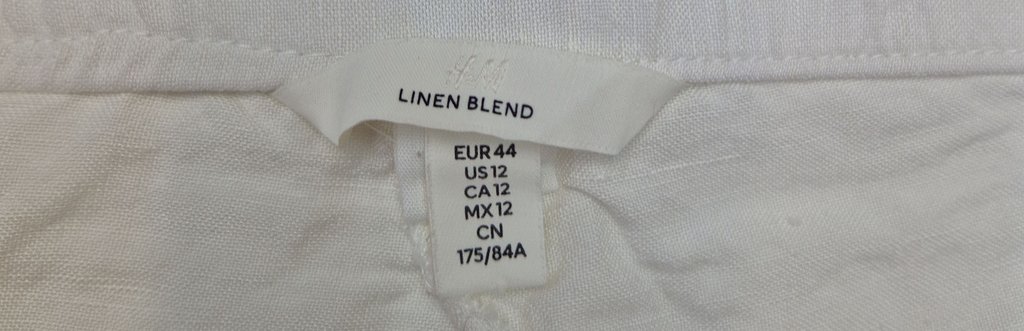 H&M
LINEN BLEND
EUR 44
US 12
CA 12
MX 12
CN
175/84A